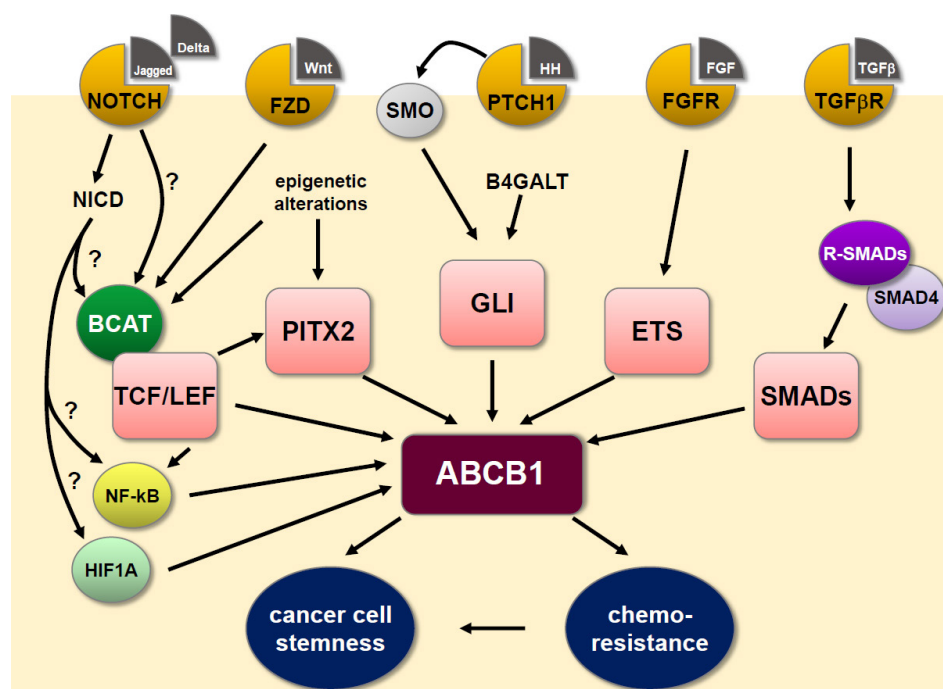 Delta
Jagged
NOTCH
Wnt
FZD
SMO
HH
PTCH1
FGF
FGFR
TGFβ
TGFβR
?
NICD
epigenetic
alterations
B4GALT
?
R-SMADs
SMAD4
BCAT
PITX2
GLI
ETS
TCF/LEF
SMADs
?
ABCB1
?
NF-kB
HIF1A
cancer cell
stemness
chemo-
resistance